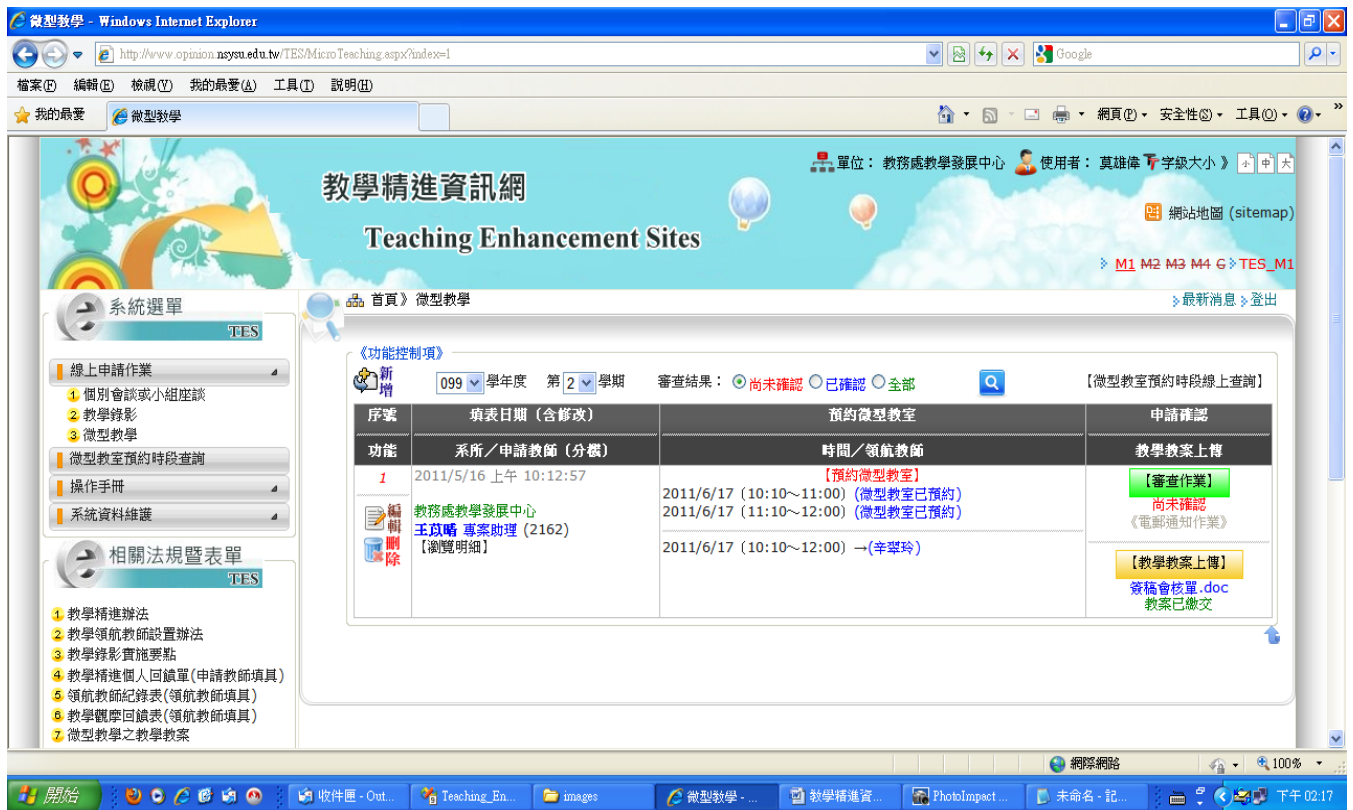 微型教學 - Windows Internet Explorer
http://www.opinion.nsysu.edu.tw/TES/MicroTeaching.aspx?index=1
Google
檔案(F) 編輯(E) 檢視(V) 我的最愛(A) 工具(T) 說明(H)
我的最愛 微型教學 網頁(P) 安全性(S) 工具(O) »
單位： 教務處教學發展中心 使用者： 莫雄偉 字級大小 》 小 中 大
教學精進資訊網
網站地圖 (sitemap)
Teaching Enhancement Sites
M1 M2 M3 M4 G TES_M1
系統選單
TES
首頁》 微型教學
最新消息 登出
線上申請作業
1 個別會談或小組座談
2 教學錄影
3 微型教學
微型教室預約時段查詢
操作手冊
系統資料維護
相關法規暨表單
TES
1 教學精進辦法
2 教學領航教師設置辦法
3 教學錄影實施要點
4 教學精進個人回饋單(申請教師填具)
5 領航教師紀錄表(領航教師填具)
6 教學觀摩回饋表(領航教師填具)
7 微型教學之教學教案
《功能控制項》
新增 099 學年度 第 2 學期 審查結果： 尚未確認 已確認 全部 【微型教室預約時段線上查詢】
序號 填表日期（含修改） 預約微型教室 申請確認
功能 系所／申請教師（分機） 時間／領航教師 教學教案上傳
1 2011/5/16 上午 10:12:57
【預約微型教室】
2011/6/17 (10:10～11:00) (微型教室已預約)
2011/6/17 (11:10～12:00) (微型教室已預約)
【審查作業】
尚未確認
《電郵通知作業》
編輯
刪除
教務處教學發展中心
王苡晞 專案助理 (2162)
【瀏覽明細】
2011/6/17 (10:10～12:00) →(辛翠玲)
【教學教案上傳】
簽稿會核單.doc
教案已繳交
網際網路 100%
開始 收件匣 - Out... Teaching_En... images 微型教學 - ... 教學精進資... PhotoImpact ... 未命名 - 記... 下午 02:17